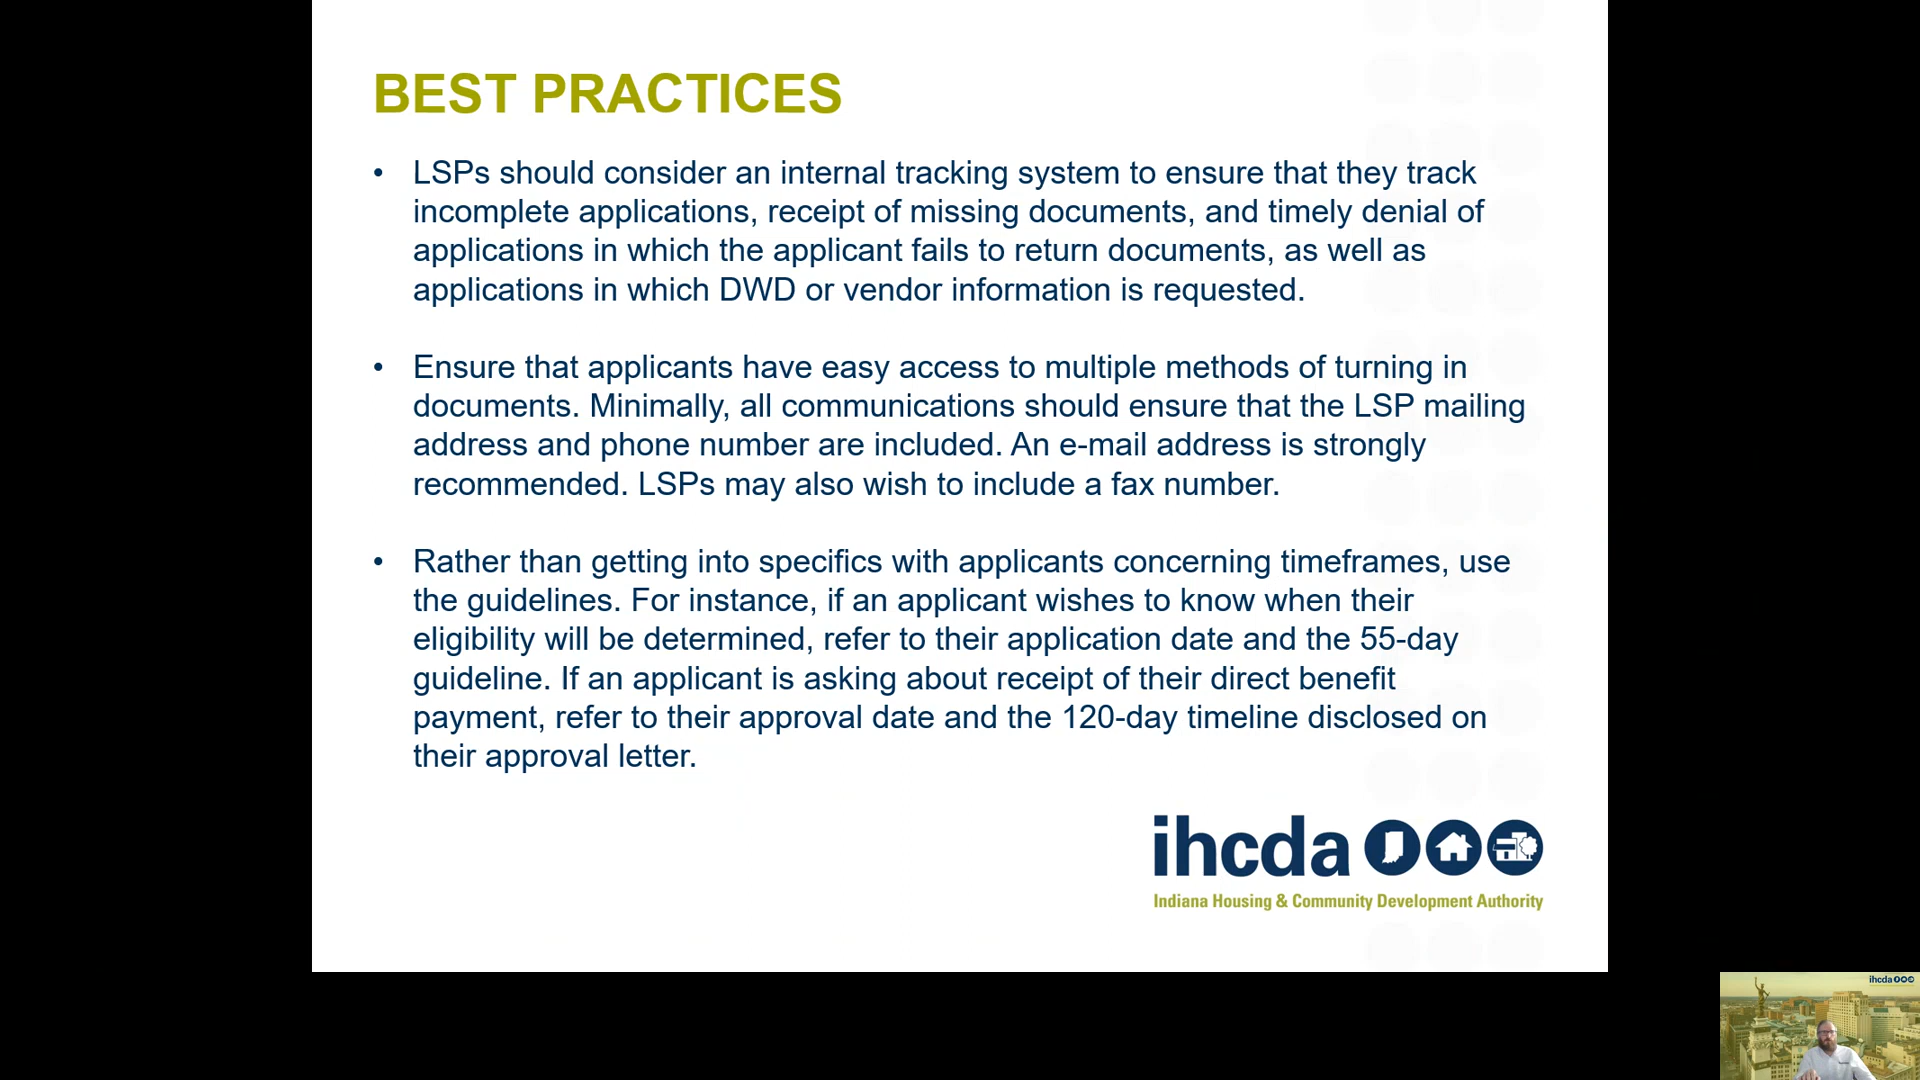 BEST PRACTICES
• LSPs should consider an internal tracking system to ensure that they track
incomplete applications, receipt of missing documents, and timely denial of
applications in which the applicant fails to return documents, as well as
applications in which DWD or vendor information is requested.
• Ensure that applicants have easy access to multiple methods of turning in
documents. Minimally, all communications should ensure that the LSP mailing
address and phone number are included. An e-mail address is strongly
recommended. LSPs may also wish to include a fax number.
• Rather than getting into specifics with applicants concerning timeframes, use
the guidelines. For instance, if an applicant wishes to know when their
eligibility will be determined, refer to their application date and the 55-day
guideline. If an applicant is asking about receipt of their direct benefit
payment, refer to their approval date and the 120-day timeline disclosed on
their approval letter.
ihcda
Indiana Housing & Community Development Authority
ihcda